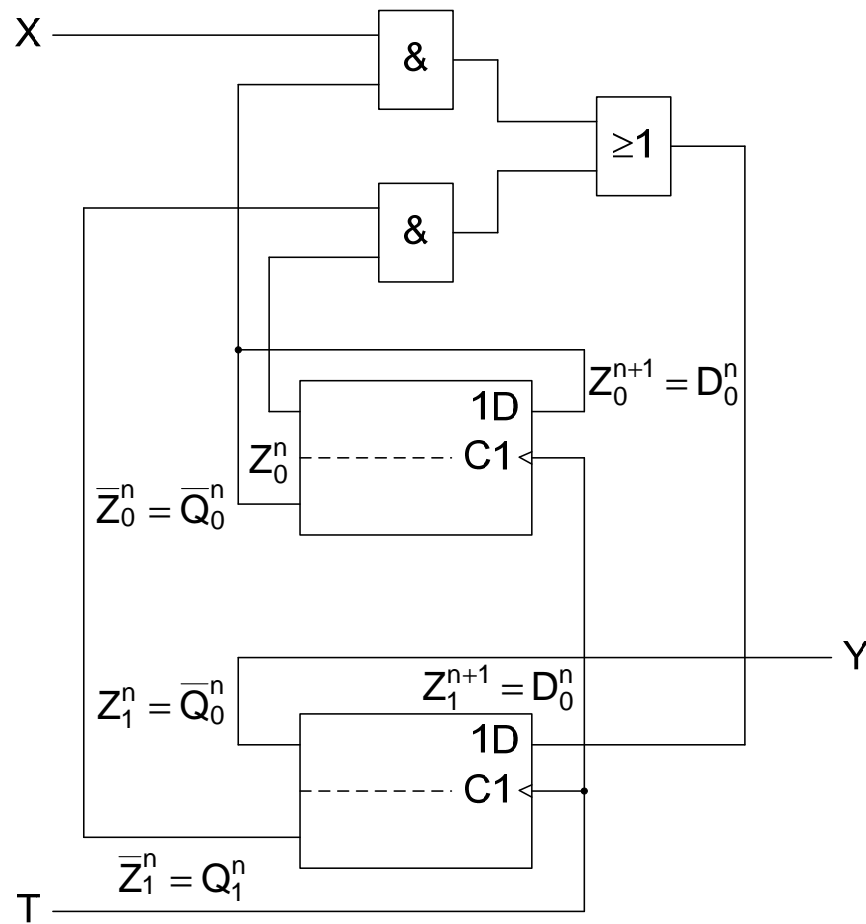 X
&
≥1
&
1D
Z₀ⁿ⁺¹ = D₀ⁿ
Z₀ⁿ
C1
Z̅₀ⁿ = Q̅₀ⁿ
Y
Z₁ⁿ = Q̅₀ⁿ
Z₁ⁿ⁺¹ = D₀ⁿ
1D
C1
Z̅₁ⁿ = Q₁ⁿ
T